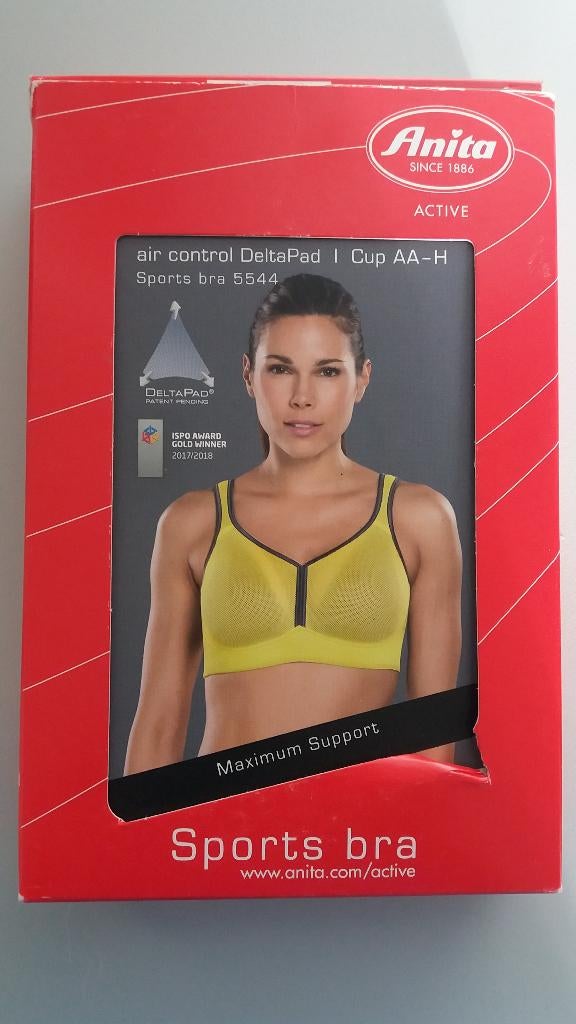 Anita
SINCE 1886
ACTIVE
air control DeltaPad | Cup AA-H
Sports bra 5544
DELTAPAD®
PATENT PENDING
ISPO AWARD
GOLD WINNER
2017/2018
Maximum Support
Sports bra
www.anita.com/active